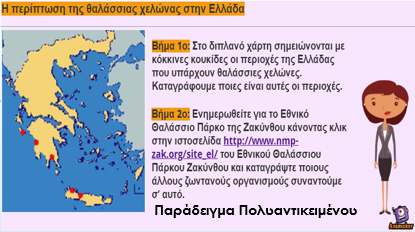 Η περίπτωση της θαλάσσιας χελώνας στην Ελλάδα
Βήμα 1ο: Στο διπλανό χάρτη σημειώνονται με
κόκκινες κουκίδες οι περιοχές της Ελλάδας
που υπάρχουν θαλάσσιες χελώνες.
Καταγράφουμε ποιες είναι αυτές οι περιοχές.
Βήμα 2ο: Ενημερωθείτε για το Εθνικό
Θαλάσσιο Πάρκο της Ζακύνθου κάνοντας κλικ
στην ιστοσελίδα http://www.nmp-
zak.org/site_el/ του Εθνικού Θαλάσσιου
Πάρκου Ζακύνθου και καταγράψτε ποιους
άλλους ζωντανούς οργανισμούς συναντούμε
σ' αυτό.
Παράδειγμα Πολυαντικειμένου